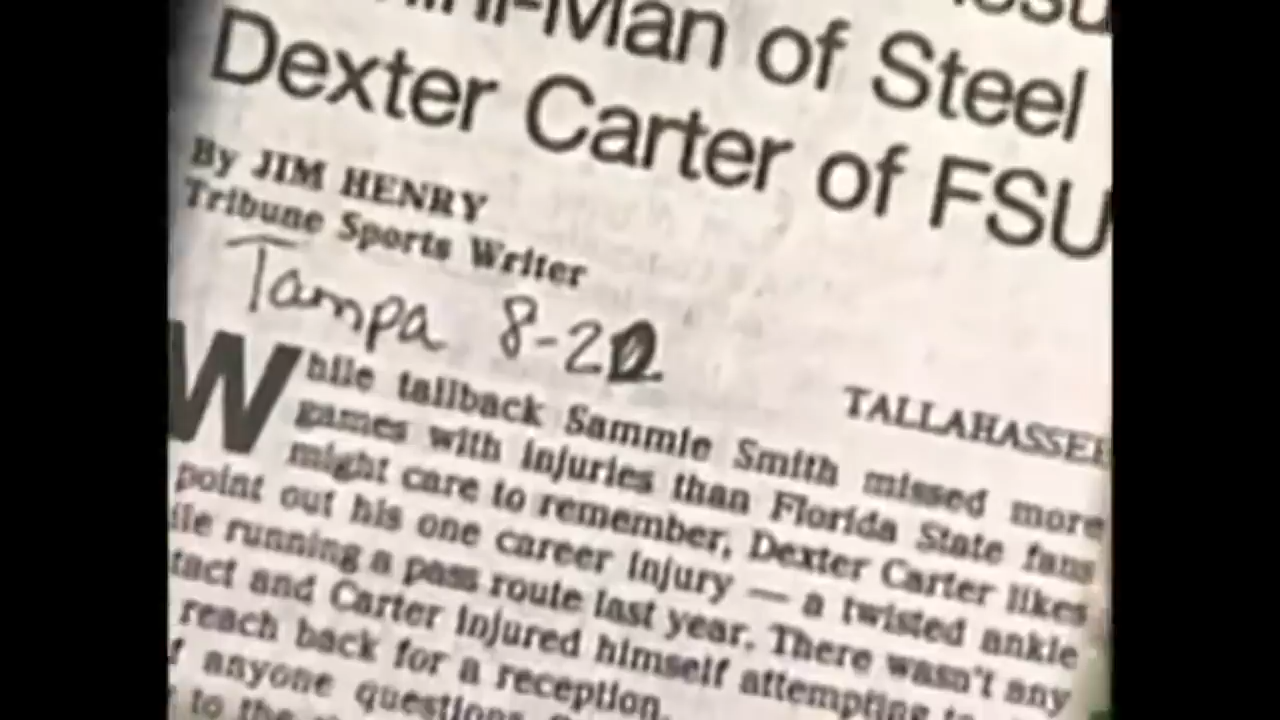 Man of Steel
Dexter Carter of FSU
By JIM HENRY
Tribune Sports Writer
Tampa 8-22
TALLAHASSEE
While tailback Sammie Smith missed more
games with injuries than Florida State fans
might care to remember, Dexter Carter likes
point out his one career injury — a twisted ankle
running a pass route last year. There wasn't any
and Carter injured himself attempting to
reach back for a reception.
anyone questions
to the